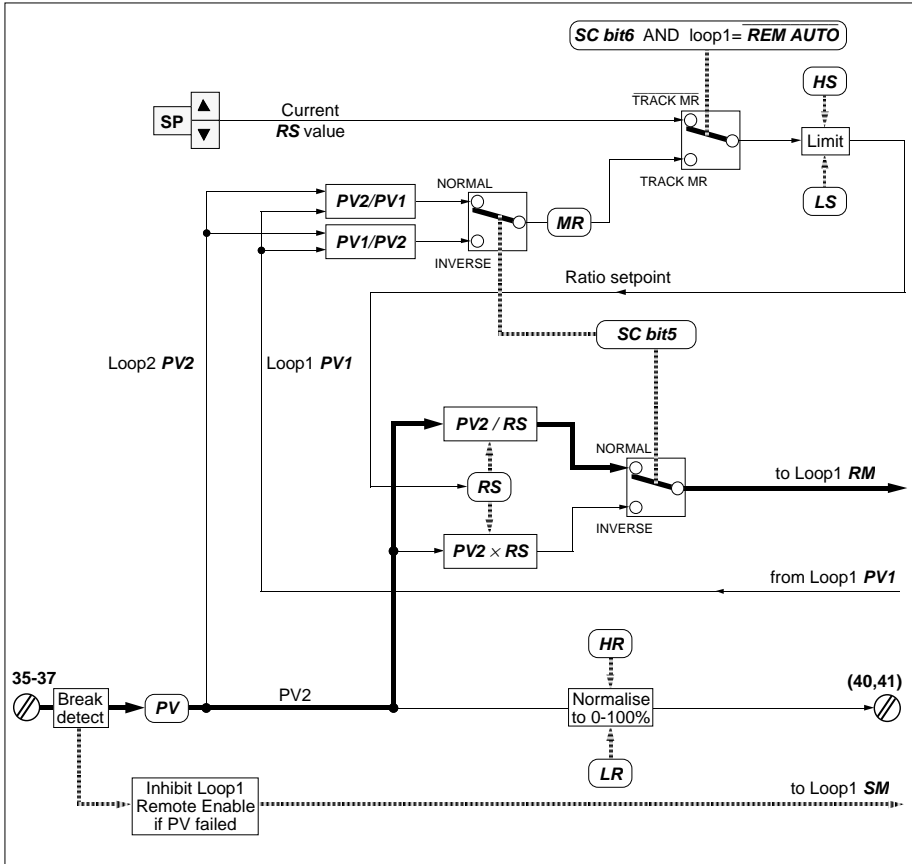 SC bit6 AND loop1= REM AUTO
HS
TRACK MR
Current
RS value
SP
Limit
TRACK MR
LS
NORMAL
PV2/PV1
MR
PV1/PV2
INVERSE
Ratio setpoint
SC bit5
Loop2 PV2
Loop1 PV1
PV2 / RS
NORMAL
to Loop1 RM
RS
INVERSE
PV2 × RS
from Loop1 PV1
HR
35-37
(40,41)
Break
detect
PV
PV2
Normalise
to 0-100%
LR
Inhibit Loop1
Remote Enable
if PV failed
to Loop1 SM